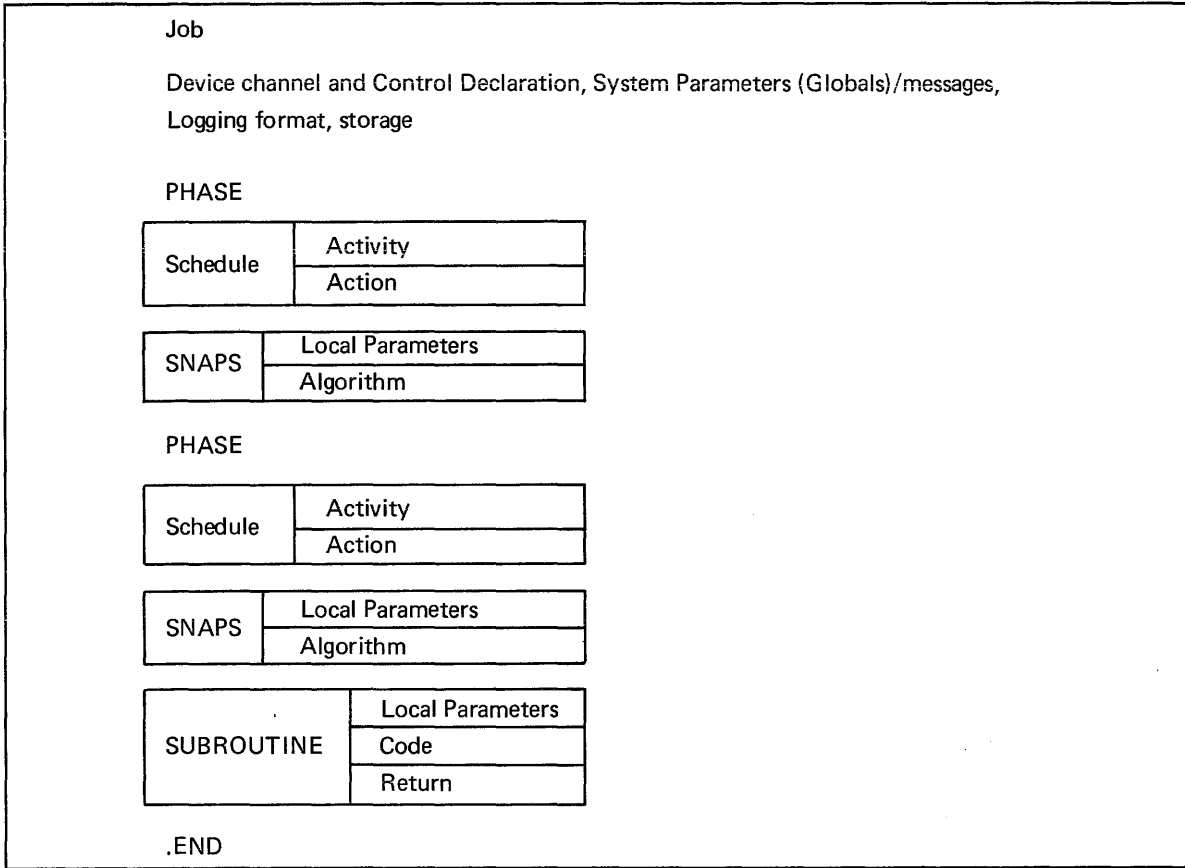 Job
Device channel and Control Declaration, System Parameters (Globals)/messages,
Logging format, storage
PHASE
Schedule
Activity
Action
SNAPS
Local Parameters
Algorithm
PHASE
Schedule
Activity
Action
SNAPS
Local Parameters
Algorithm
SUBROUTINE
Local Parameters
Code
Return
.END